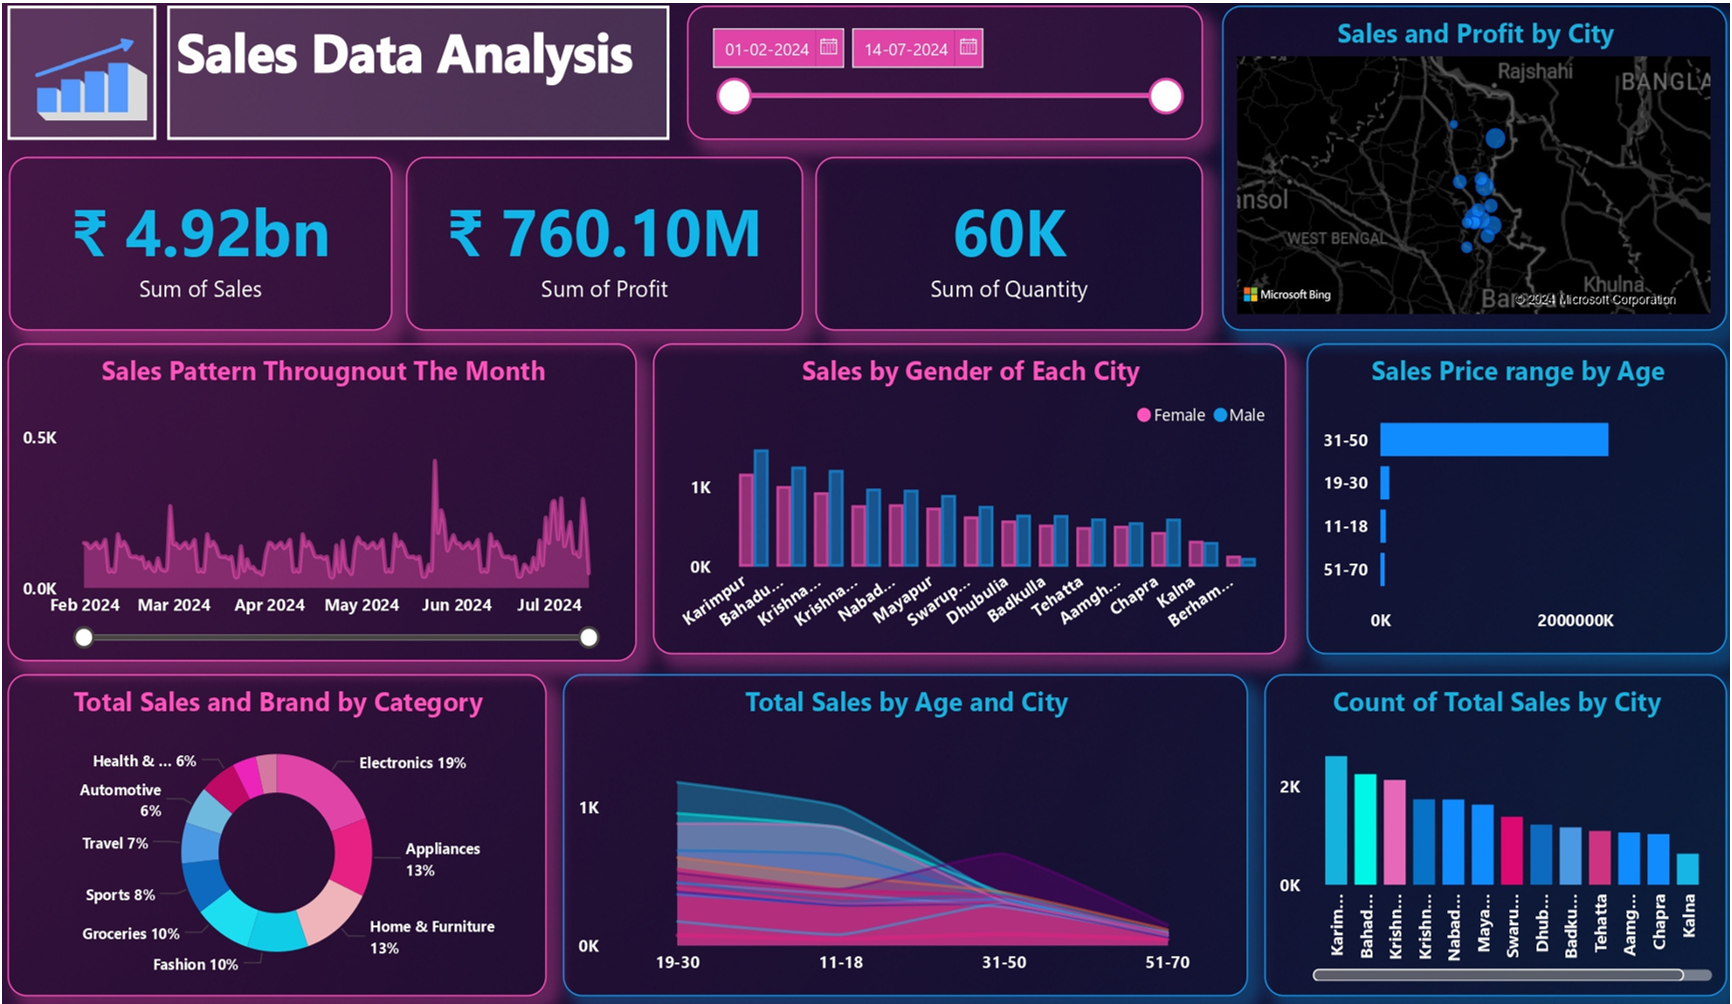 Sales Data Analysis
01-02-2024
14-07-2024
Sales and Profit by City
Rajshahi
BANGLA
ansol
WEST BENGAL
Khulna
Microsoft Bing
© 2024 Microsoft Corporation
₹ 4.92bn
Sum of Sales
₹ 760.10M
Sum of Profit
60K
Sum of Quantity
Sales Pattern Througnout The Month
0.5K
0.0K
Feb 2024
Mar 2024
Apr 2024
May 2024
Jun 2024
Jul 2024
Sales by Gender of Each City
Female
Male
1K
0K
Karimpur
Bahadu...
Krishna...
Krishna...
Nabad...
Mayapur
Swarup...
Dhubulia
Badkulla
Tehatta
Aamgh...
Chapra
Kalna
Berham...
Sales Price range by Age
31-50
19-30
11-18
51-70
0K
2000000K
Total Sales and Brand by Category
Health & ... 6%
Electronics 19%
Automotive
6%
Travel 7%
Appliances
13%
Sports 8%
Home & Furniture
13%
Groceries 10%
Fashion 10%
Total Sales by Age and City
1K
0K
19-30
11-18
31-50
51-70
Count of Total Sales by City
2K
0K
Karim...
Bahad...
Krishn...
Krishn...
Nabad...
Maya...
Swaru...
Dhub...
Badku...
Tehatta
Aamg...
Chapra
Kalna